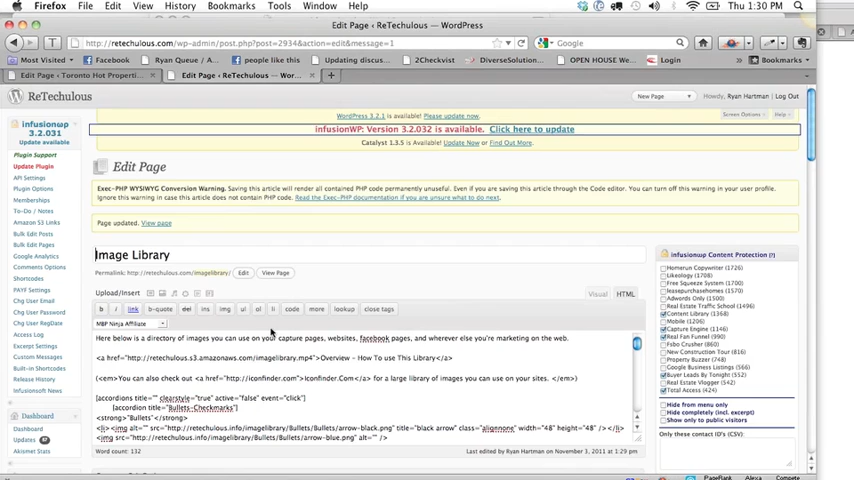 Firefox File Edit View History Bookmarks Tools Window Help Thu 1:30 PM
Edit Page ‹ ReTechulous — WordPress
http://retechulous.com/wp-admin/post.php?post=2934&action=edit&message=1 Google
Most Visited Facebook Ryan Queue / A... people like this Updating discus... 2Checkvist DiverseSolution... OPEN HOUSE We... Login Bookmarks
Edit Page ‹ Toronto Hot Properti... Edit Page ‹ ReTechulous — Wor...
ReTechulous New Page Howdy, Ryan Hartman | Log Out
WordPress 3.2.1 is available! Please update now. Screen Options Help
infusionWP: Version 3.2.032 is available. Click here to update
Catalyst 1.3.5 is Available! Update Now or Find Out More.
infusionwp
3.2.031
Update available
Plugin Support
Update Plugin
API Settings
Plugin Options
Memberships
To-Do / Notes
Amazon S3 Links
Bulk Edit Posts
Bulk Edit Pages
Google Analytics
Comments
Shortcodes
PAYF Settings
Chg User Email
Chg User Password
Chg User RegDate
Access Log
Excerpt Settings
Other Settings
Infusionsoft News
Dashboard
Dashboard
Updates
Akismet Stats
Edit Page
Exec-PHP WYSIWYG Conversion Warning. Saving this article will render all contained PHP code permanently unuseful. Even if you are saving this article through the Code editor. You can turn off this warning in your user profile.
Ignore this warning in case this article does not contain PHP code. Read the Exec-PHP documentation if you are unsure what to do next.
Page updated. View page
Image Library
Permalink: http://retechulous.com/imagelibrary/ Edit View Page
Upload/Insert Visual HTML
b i link b-quote del ins img ul ol li code more lookup close tags
MBP Ninja Affiliate
Here below is a directory of images you can use on your capture pages, websites, facebook pages, and wherever else you're marketing on the web.
<a href="http://retechulous.s3.amazonaws.com/imagelibrary.mp4">Overview - How To use This Library</a>
(<em>You can also check out <a href="http://iconfinder.com">Iconfinder.Com</a> for a large library of images you can use on your sites. </em>)
[accordions title="" clearstyle="true" active="false" event="click"]
[accordion title="Bullets-Checkmarks"]
<strong>"Bullets"</strong>
<li><img alt="" src="http://retechulous.info/imagelibrary/Bullets/Bullets/arrow-black.png" title="black arrow" class="alignnone" width="48" height="48" /></li>
<img src="http://retechulous.info/imagelibrary/Bullets/Bullets/arrow-blue.png" alt="" />
Word count: 132 Last edited by Ryan Hartman on November 3, 2011 at 1:29 pm
infusionwp Content Protection [?]
Homerun Copywriter (1726)
Likeology (1708)
Free Squeeze System (1730)
leasepurchasehomes (1720)
Adwords Only (1500)
Real Estate Traffic School (1496)
Content Library (1368)
Mobile (1206)
Capture Engine (1146)
Real Fan Funnel (990)
Fsbo Crusher (860)
New Construction Tour (816)
Property Buzzer (748)
Google Business Listings (566)
Buyer Leads By Tonight (552)
Real Estate Vlogger (542)
Total Access (424)
Hide from menu only
Hide completely (incl. excerpt)
Show only to public visitors
Only these contact ID's (CSV):
PageRank Alexa Compete